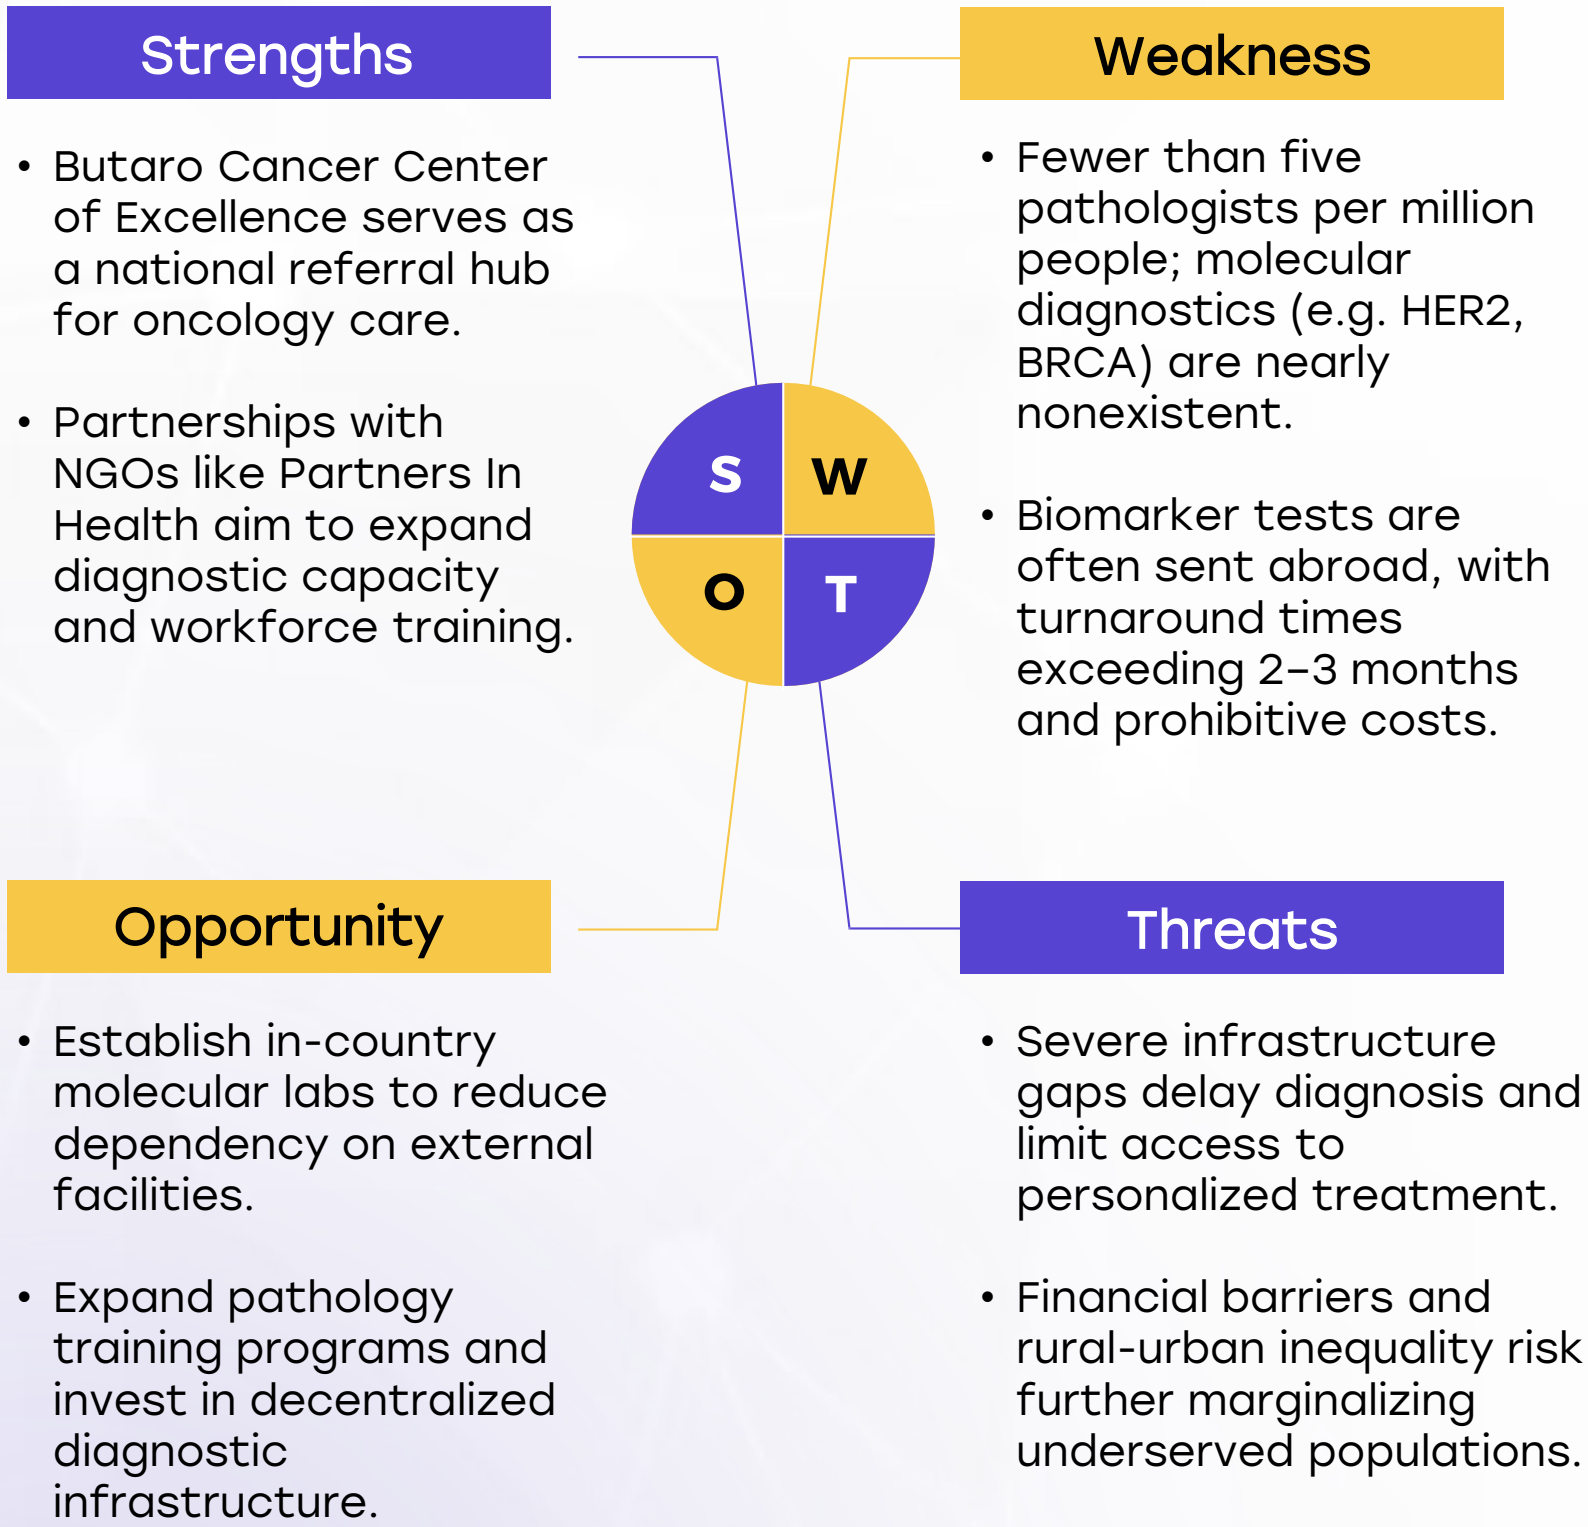 Strengths
• Butaro Cancer Center
of Excellence serves as
a national referral hub
for oncology care.
• Partnerships with
NGOs like Partners In
Health aim to expand
diagnostic capacity
and workforce training.
Weakness
• Fewer than five
pathologists per million
people; molecular
diagnostics (e.g. HER2,
BRCA) are nearly
nonexistent.
• Biomarker tests are
often sent abroad, with
turnaround times
exceeding 2–3 months
and prohibitive costs.
S
W
O
T
Opportunity
• Establish in-country
molecular labs to reduce
dependency on external
facilities.
• Expand pathology
training programs and
invest in decentralized
diagnostic
infrastructure.
Threats
• Severe infrastructure
gaps delay diagnosis and
limit access to
personalized treatment.
• Financial barriers and
rural-urban inequality risk
further marginalizing
underserved populations.